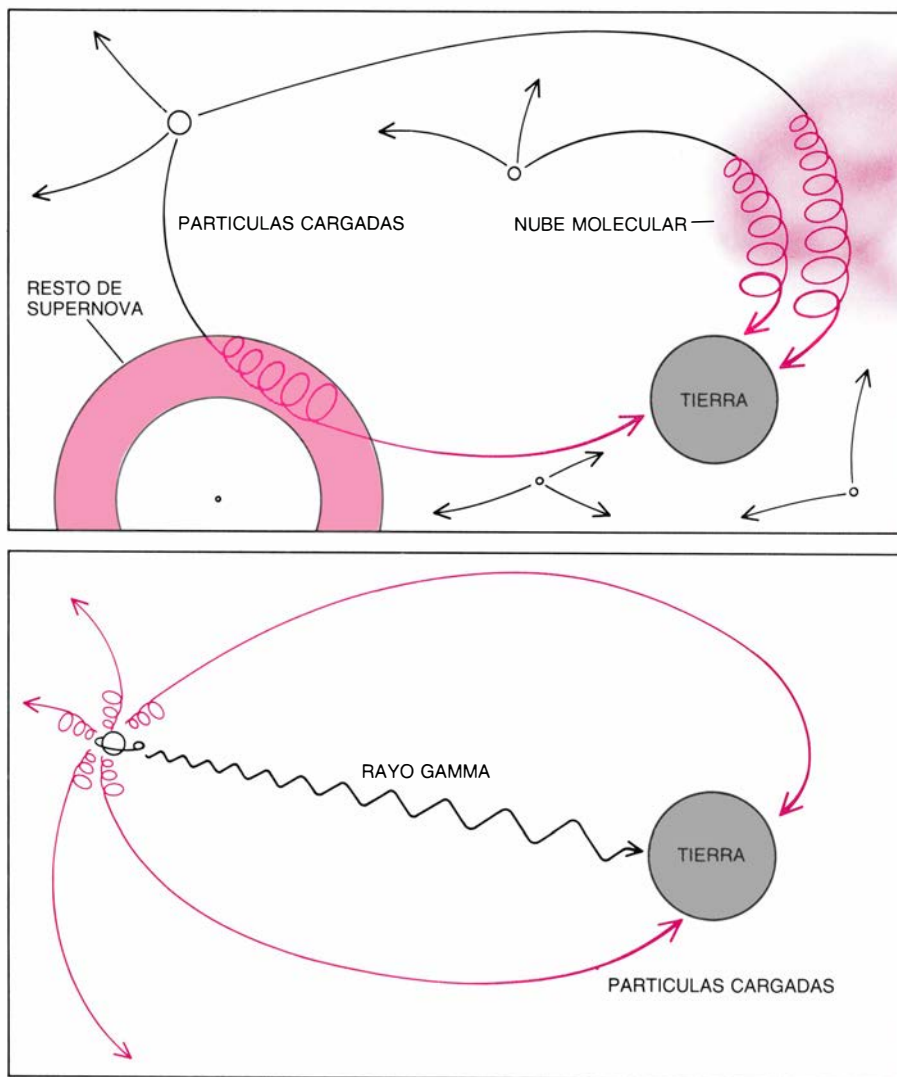 PARTICULAS CARGADAS
NUBE MOLECULAR
RESTO DE
SUPERNOVA
TIERRA
RAYO GAMMA
TIERRA
PARTICULAS CARGADAS